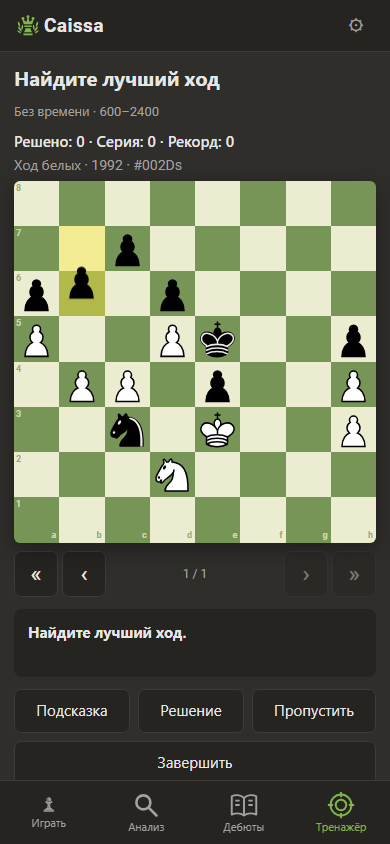 Caissa
Найдите лучший ход
Без времени · 600–2400
Решено: 0 · Серия: 0 · Рекорд: 0
Ход белых · 1992 · #002Ds
8
7
6
5
4
3
2
1
a b c d e f g h
« ‹ 1 / 1 › »
Найдите лучший ход.
Подсказка Решение Пропустить
Завершить
Играть Анализ Дебюты Тренажёр